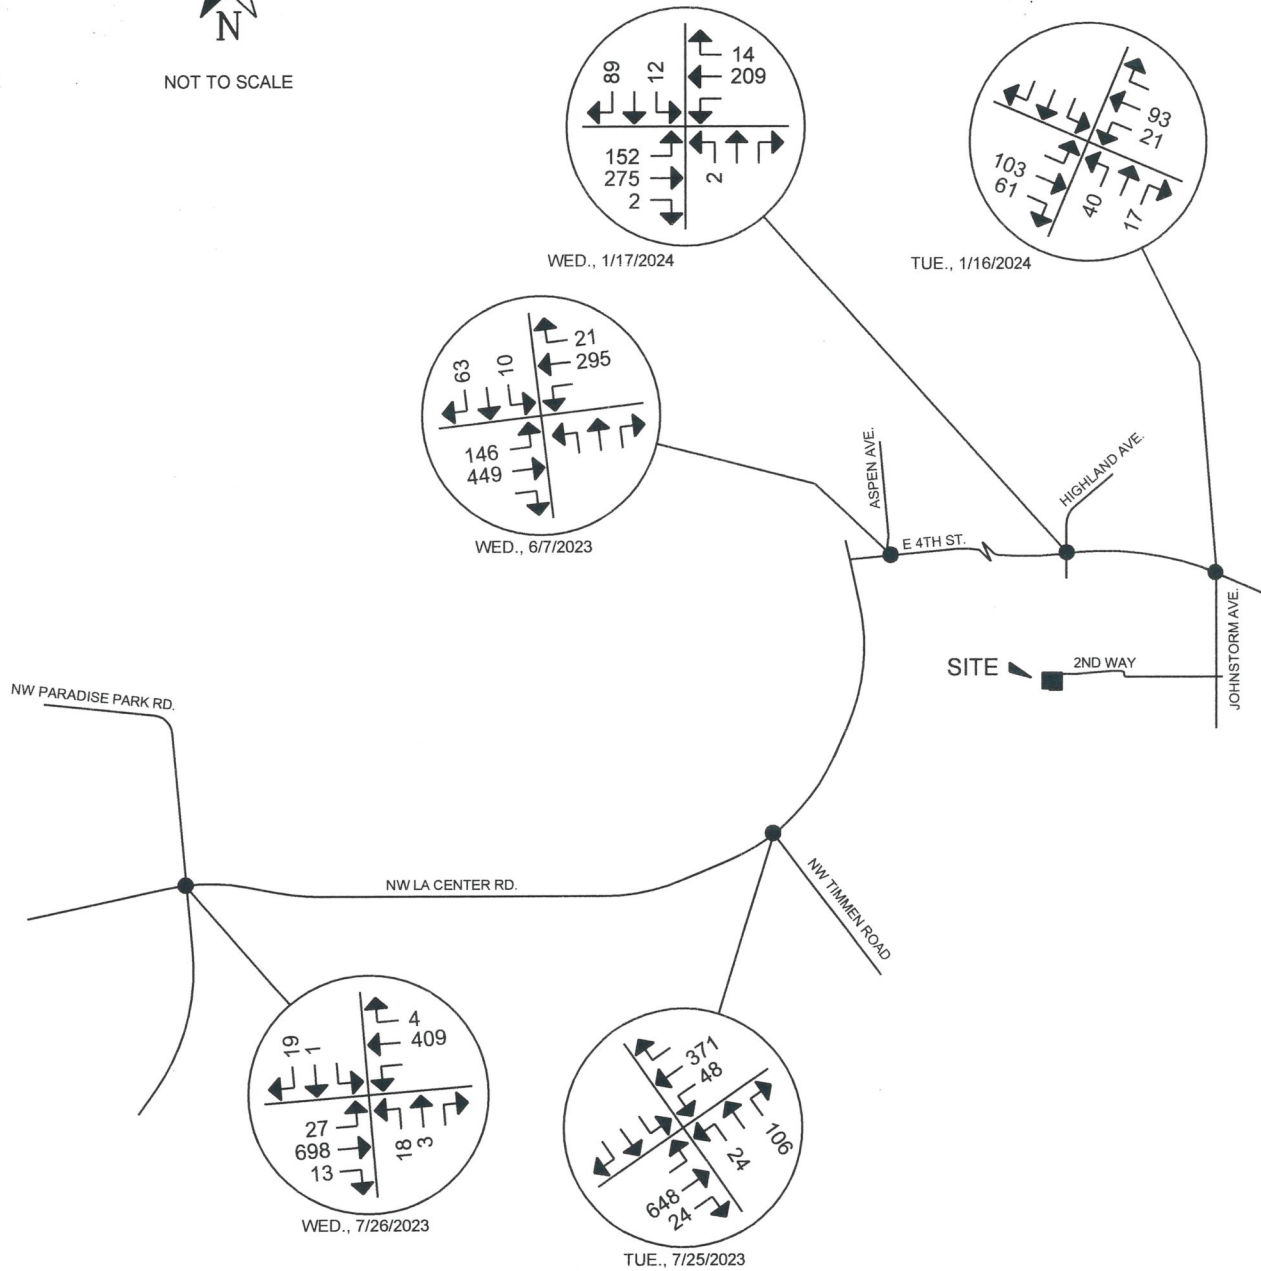 N
NOT TO SCALE
89
12
14
209
152
275
2
2
WED., 1/17/2024
93
21
103
61
40
17
TUE., 1/16/2024
63
10
21
295
146
449
WED., 6/7/2023
ASPEN AVE.
HIGHLAND AVE.
E 4TH ST.
SITE
2ND WAY
JOHNSTORM AVE.
NW PARADISE PARK RD.
NW LA CENTER RD.
NW TIMMEN ROAD
19
1
4
409
27
698
13
18
3
WED., 7/26/2023
371
48
648
24
24
106
TUE., 7/25/2023